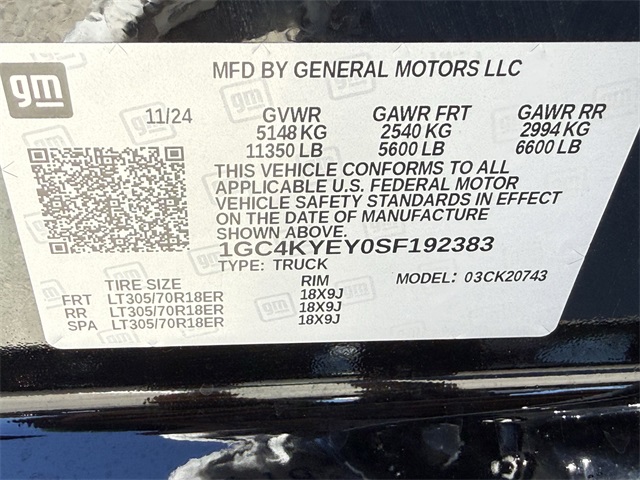 gm
MFD BY GENERAL MOTORS LLC
11/24 GVWR GAWR FRT GAWR RR
5148 KG 2540 KG 2994 KG
11350 LB 5600 LB 6600 LB
THIS VEHICLE CONFORMS TO ALL
APPLICABLE U.S. FEDERAL MOTOR
VEHICLE SAFETY STANDARDS IN EFFECT
ON THE DATE OF MANUFACTURE
SHOWN ABOVE.
1GC4KYEY0SF192383
TYPE: TRUCK MODEL: 03CK20743
TIRE SIZE RIM
FRT LT305/70R18ER 18X9J
RR LT305/70R18ER 18X9J
SPA LT305/70R18ER 18X9J